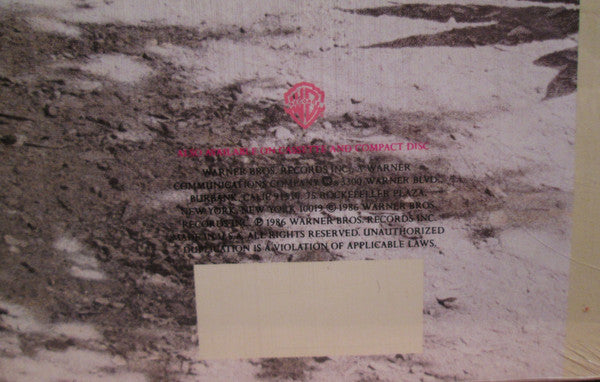 ALSO AVAILABLE ON CASSETTE AND COMPACT DISC
WARNER BROS. RECORDS INC., A WARNER
COMMUNICATIONS COMPANY 3300 WARNER BLVD.,
BURBANK, CALIF. 91510. 75 ROCKEFELLER PLAZA,
NEW YORK, NEW YORK 10019 © 1986 WARNER BROS.
RECORDS INC. ℗ 1986 WARNER BROS. RECORDS INC.
ALL RIGHTS RESERVED. UNAUTHORIZED
DUPLICATION IS A VIOLATION OF APPLICABLE LAWS.